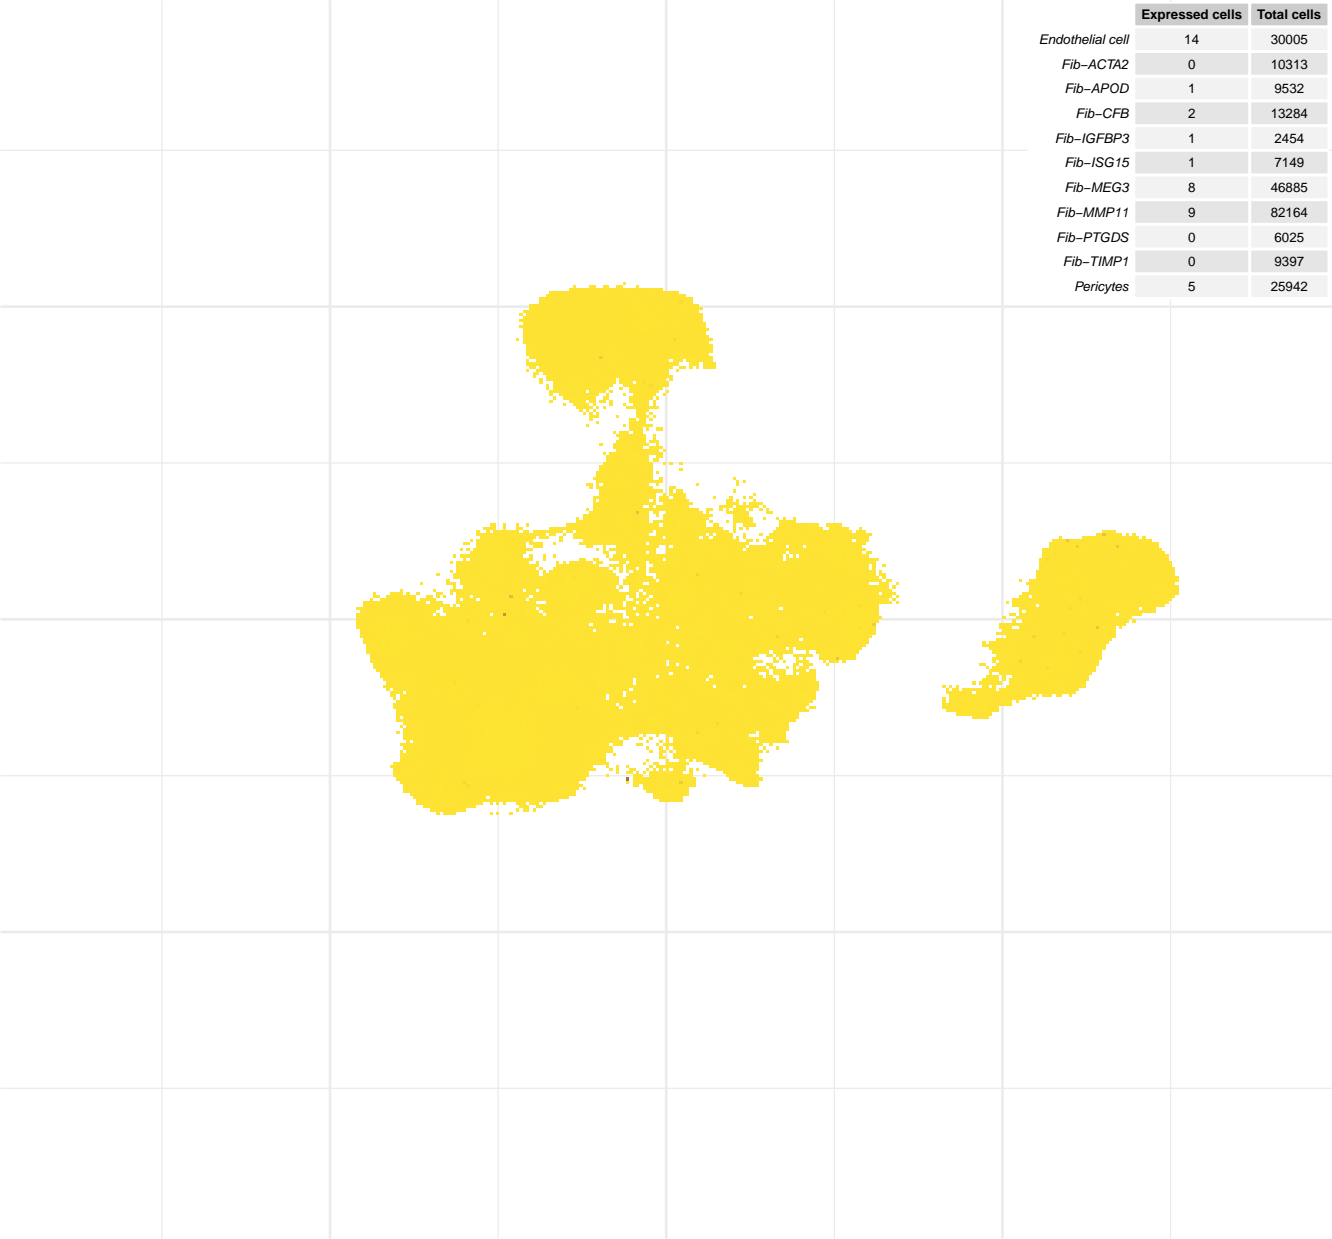 Expressed cells Total cells
Endothelial cell 14 30005
Fib−ACTA2 0 10313
Fib−APOD 1 9532
Fib−CFB 2 13284
Fib−IGFBP3 1 2454
Fib−ISG15 1 7149
Fib−MEG3 8 46885
Fib−MMP11 9 82164
Fib−PTGDS 0 6025
Fib−TIMP1 0 9397
Pericytes 5 25942